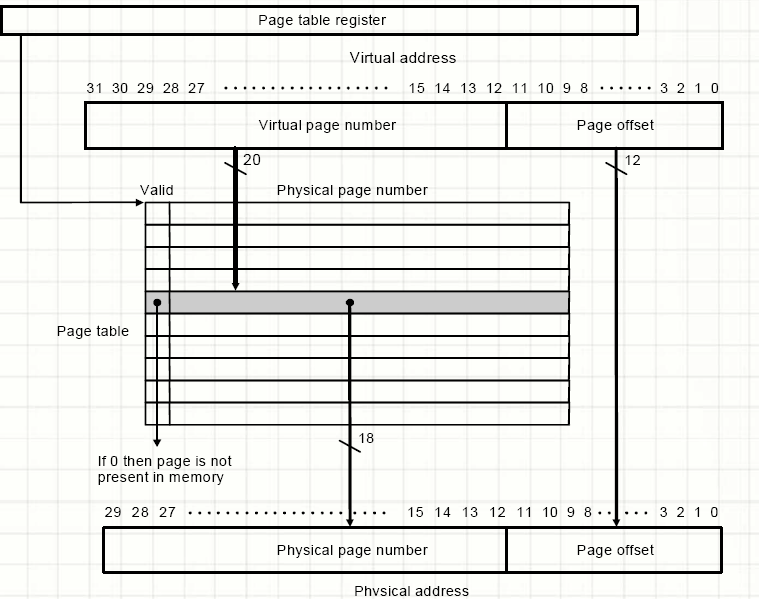 Page table register
Virtual address
31 30 29 28 27 ·················· 15 14 13 12 11 10 9 8 ······ 3 2 1 0
Virtual page number Page offset
20 12
Valid Physical page number
Page table
18
If 0 then page is not
present in memory
29 28 27 ······················ 15 14 13 12 11 10 9 8 ······ 3 2 1 0
Physical page number Page offset
Physical address